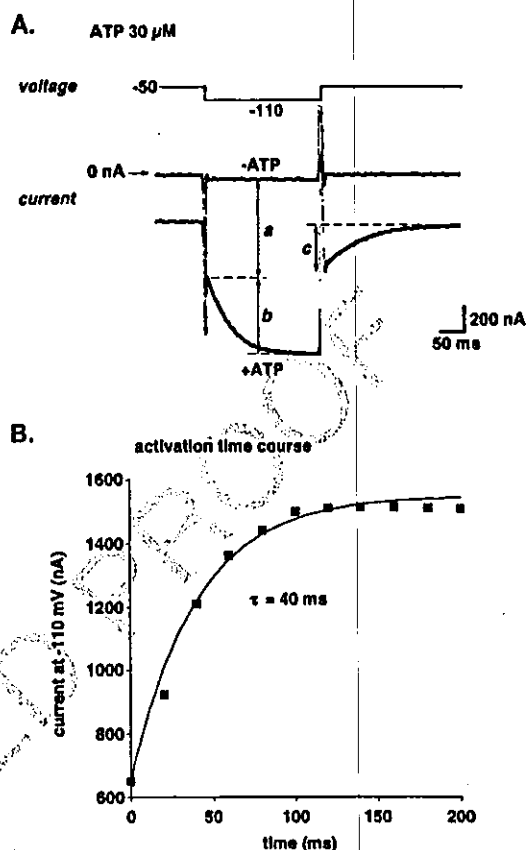 A.
ATP 30 µM
voltage
-50
-110
0 nA
-ATP
current
a
c
b
200 nA
50 ms
+ATP
B.
activation time course
1600
1400
1200
1000
800
600
current at -110 mV (nA)
τ = 40 ms
0
50
100
150
200
time (ms)